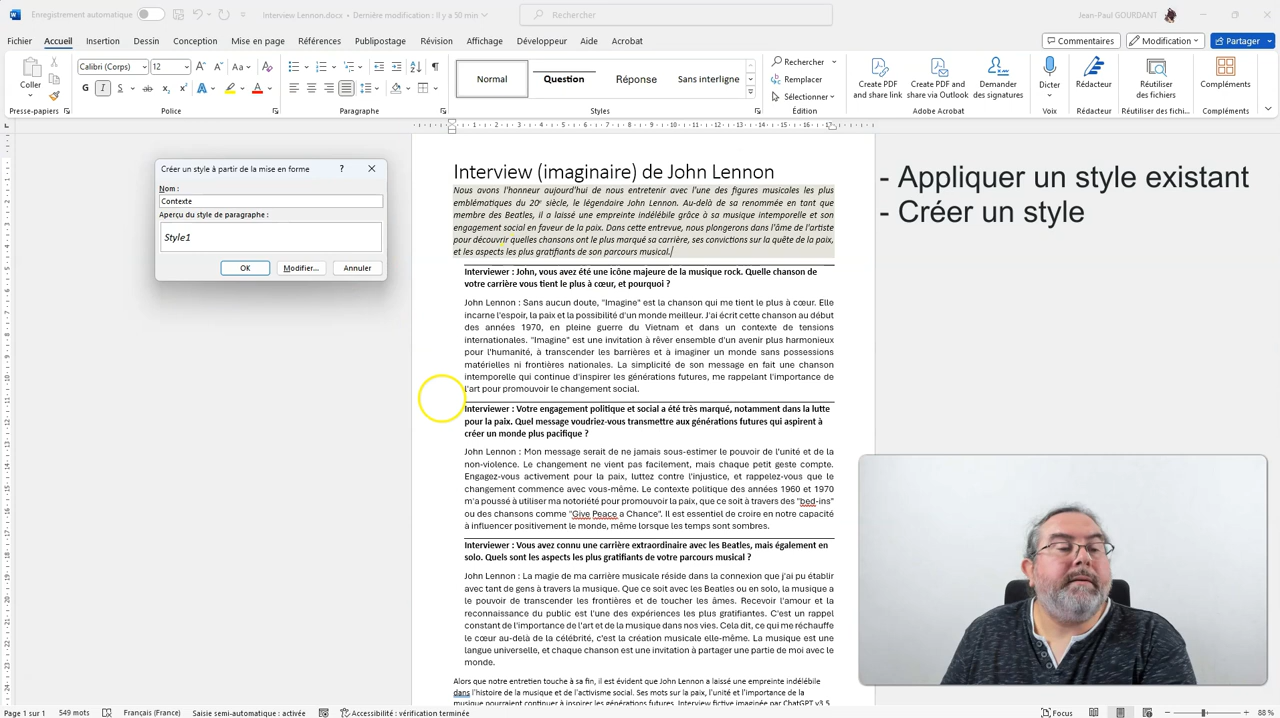 Enregistrement automatique
Interview Lennon.docx • Dernière modification : Il y a 50 min
Rechercher
Jean-Paul GOURDANT
Fichier Accueil Insertion Dessin Conception Mise en page Références Publipostage Révision Affichage Développeur Aide Acrobat
Commentaires Modification Partager
Coller
Calibri (Corps) 12
G I S ab x₂ x²
Normal Question Réponse Sans interligne
Rechercher
Remplacer
Sélectionner
Create PDF and share link
Create PDF and share via Outlook
Demander des signatures
Dicter
Rédacteur
Réutiliser des fichiers
Compléments
Presse-papiers Police Paragraphe Styles Édition Adobe Acrobat Voix Rédacteur Réutiliser des fichi... Compléments
Créer un style à partir de la mise en forme ?
Nom :
Contexte
Aperçu du style de paragraphe :
Style1
OK Modifier... Annuler
Interview (imaginaire) de John Lennon
Nous avons l'honneur aujourd'hui de nous entretenir avec l'une des figures musicales les plus
emblématiques du 20e siècle, le légendaire John Lennon. Au-delà de sa renommée en tant que
membre des Beatles, il a laissé une empreinte indélébile grâce à sa musique intemporelle et son
engagement social en faveur de la paix. Dans cette entrevue, nous plongerons dans l'âme de l'artiste
pour découvrir quelles chansons ont le plus marqué sa carrière, ses convictions sur la quête de la paix,
et les aspects les plus gratifiants de son parcours musical.
Interviewer : John, vous avez été une icône majeure de la musique rock. Quelle chanson de
votre carrière vous tient le plus à cœur, et pourquoi ?
John Lennon : Sans aucun doute, "Imagine" est la chanson qui me tient le plus à cœur. Elle
incarne l'espoir, la paix et la possibilité d'un monde meilleur. J'ai écrit cette chanson au début
des années 1970, en pleine guerre du Vietnam et dans un contexte de tensions
internationales. "Imagine" est une invitation à rêver ensemble d'un avenir plus harmonieux
pour l'humanité, à transcender les barrières et à imaginer un monde sans possessions
matérielles ni frontières nationales. La simplicité de son message en fait une chanson
intemporelle qui continue d'inspirer les générations futures, me rappelant l'importance de
l'art pour promouvoir le changement social.
Interviewer : Votre engagement politique et social a été très marqué, notamment dans la lutte
pour la paix. Quel message voudriez-vous transmettre aux générations futures qui aspirent à
créer un monde plus pacifique ?
John Lennon : Mon message serait de ne jamais sous-estimer le pouvoir de l'unité et de la
non-violence. Le changement ne vient pas facilement, mais chaque petit geste compte.
Engagez-vous activement pour la paix, luttez contre l'injustice, et rappelez-vous que le
changement commence avec vous-même. Le contexte politique des années 1960 et 1970
m'a poussé à utiliser ma notoriété pour promouvoir la paix, que ce soit à travers des "bed-ins"
ou des chansons comme "Give Peace a Chance". Il est essentiel de croire en notre capacité
à influencer positivement le monde, même lorsque les temps sont sombres.
Interviewer : Vous avez connu une carrière extraordinaire avec les Beatles, mais également en
solo. Quels sont les aspects les plus gratifiants de votre parcours musical ?
John Lennon : La magie de ma carrière musicale réside dans la connexion que j'ai pu établir
avec tant de gens à travers la musique. Que ce soit avec les Beatles ou en solo, la musique a
le pouvoir de transcender les frontières et de toucher les âmes. Recevoir l'amour et la
reconnaissance du public est l'une des expériences les plus gratifiantes. C'est un rappel
constant de l'importance de l'art et de la musique dans nos vies. Cela dit, ce qui me réchauffe
le cœur au-delà de la célébrité, c'est la création musicale elle-même. La musique est une
langue universelle, et chaque chanson est une invitation à partager une partie de moi avec le
monde.
Alors que notre entretien touche à sa fin, il est évident que John Lennon a laissé une empreinte indélébile
dans l'histoire de la musique et de l'activisme social. Ses mots sur la paix, l'unité et l'importance de la
musique pourraient continuer à inspirer les générations futures. Interview fictive imaginée par ChatGPT v3.5
- Appliquer un style existant
- Créer un style
Page 1 sur 1 549 mots Français (France) Saisie semi-automatique : activée Accessibilité : vérification terminée Focus 88 %